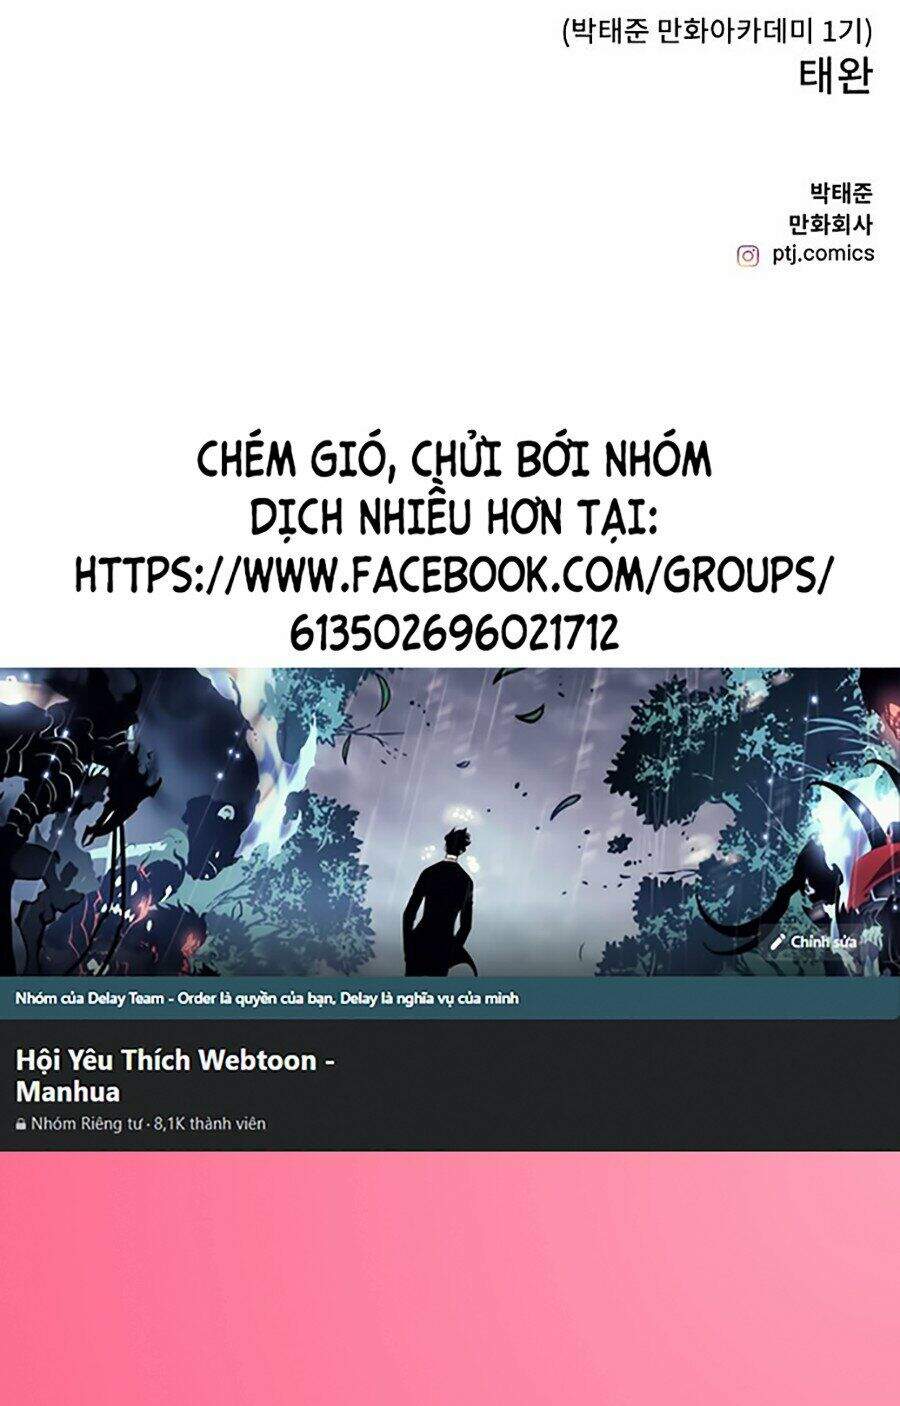 (박태준 만화아카데미 1기)
태완
박태준
만화회사
ptj.comics
CHÉM GIÓ, CHỬI BỚI NHÓM
DỊCH NHIỀU HƠN TẠI:
HTTPS://WWW.FACEBOOK.COM/GROUPS/
613502696021712
Chỉnh sửa
Nhóm của Delay Team - Order là quyền của bạn, Delay là nghĩa vụ của mình
Hội Yêu Thích Webtoon -
Manhua
Nhóm Riêng tư · 8,1K thành viên